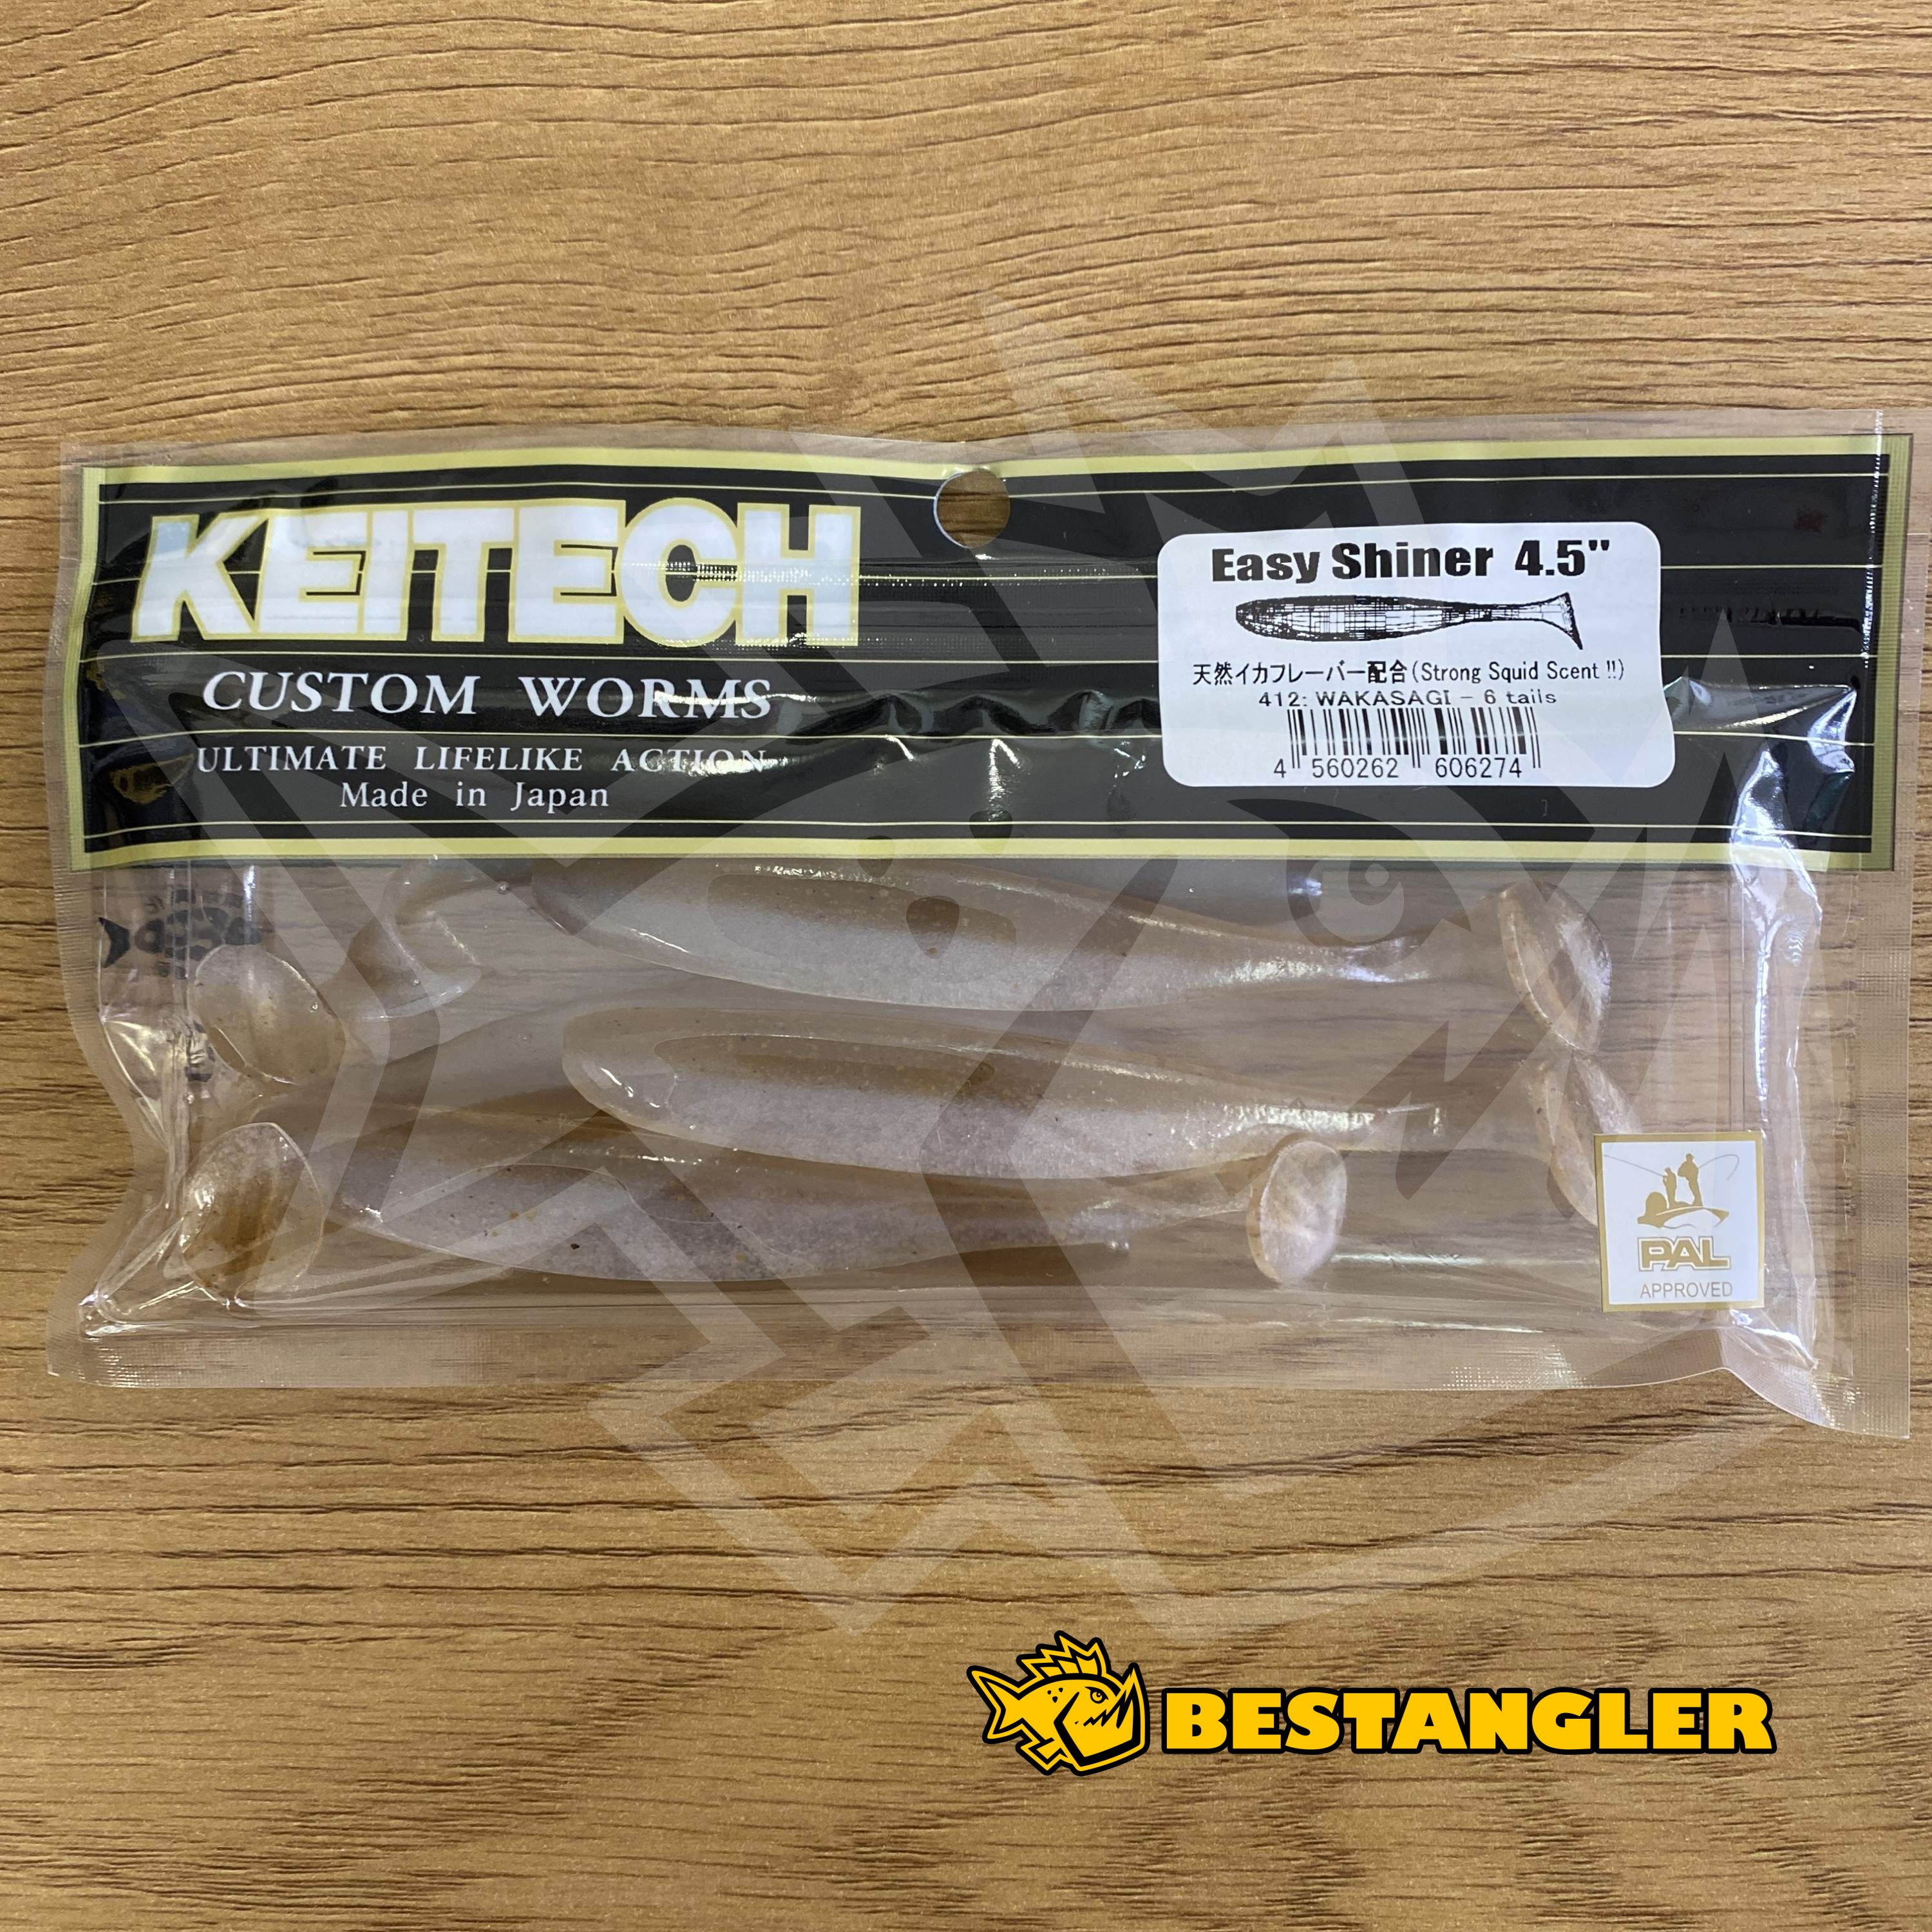 KEITECH
CUSTOM WORMS
ULTIMATE LIFELIKE ACTION
Made in Japan
Easy Shiner 4.5"
天然イカフレーバー配合(Strong Squid Scent !!)
412: WAKASAGI - 6 tails
4 560262 606274
PAL
APPROVED
BESTANGLER